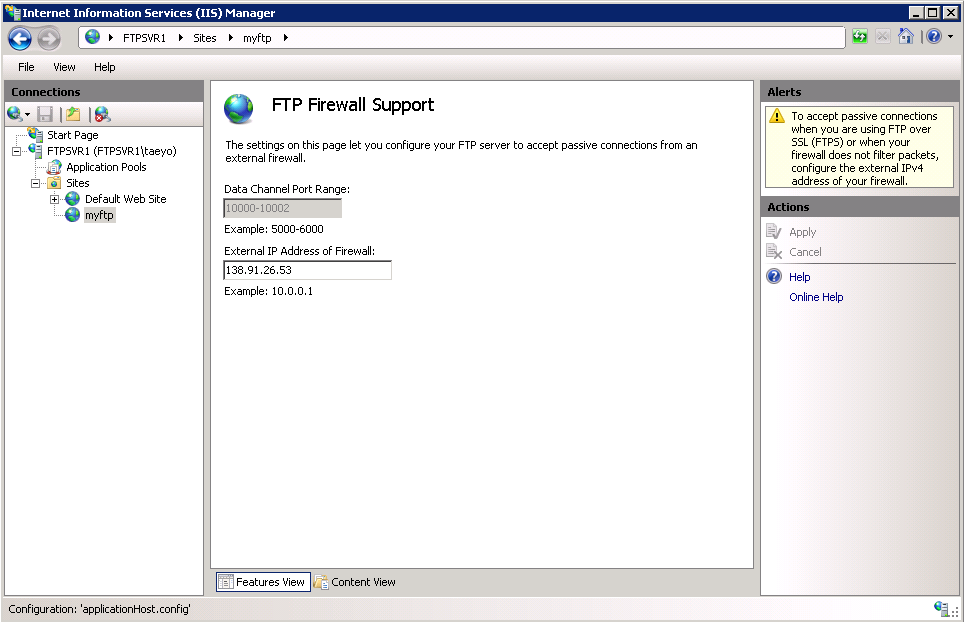 Internet Information Services (IIS) Manager
FTPSVR1 Sites myftp
File View Help
Connections
Start Page
FTPSVR1 (FTPSVR1\taeyo)
Application Pools
Sites
Default Web Site
myftp
FTP Firewall Support
The settings on this page let you configure your FTP server to accept passive connections from an
external firewall.
Data Channel Port Range:
10000-10002
Example: 5000-6000
External IP Address of Firewall:
138.91.26.53
Example: 10.0.0.1
Features View Content View
Alerts
To accept passive connections
when you are using FTP over
SSL (FTPS) or when your
firewall does not filter packets,
configure the external IPv4
address of your firewall.
Actions
Apply
Cancel
Help
Online Help
Configuration: 'applicationHost.config'